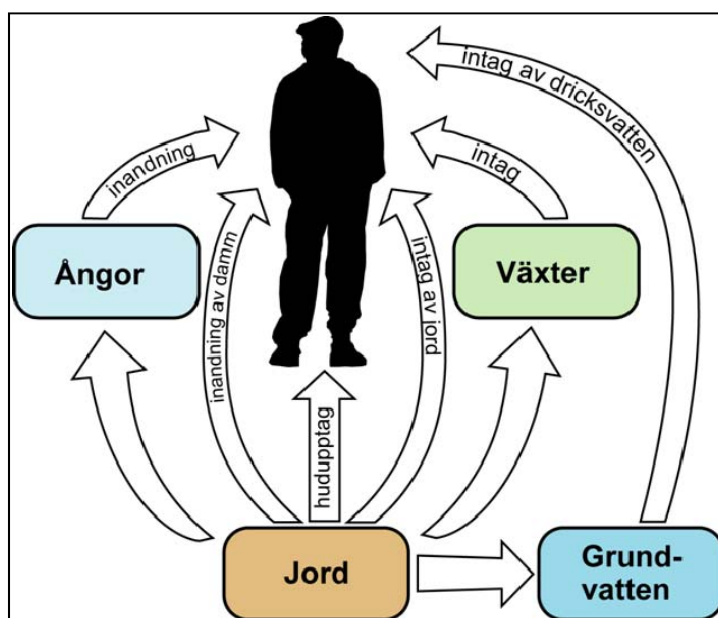 intag av dricksvatten
inandning
intag
Ångor
Växter
inandning av damm
intag av jord
hudupptag
Jord
Grund-
vatten